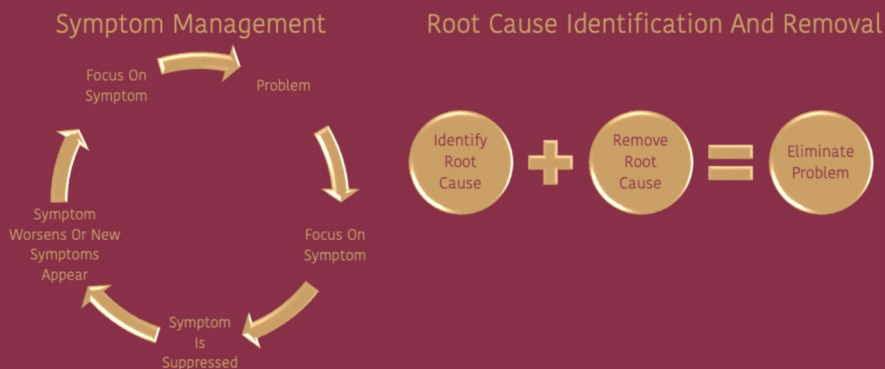 Symptom Management
Focus On
Symptom
Problem
Focus On
Symptom
Symptom
Is
Suppressed
Symptom
Worsens Or New
Symptoms
Appear
Root Cause Identification And Removal
Identify
Root
Cause
Remove
Root
Cause
Eliminate
Problem